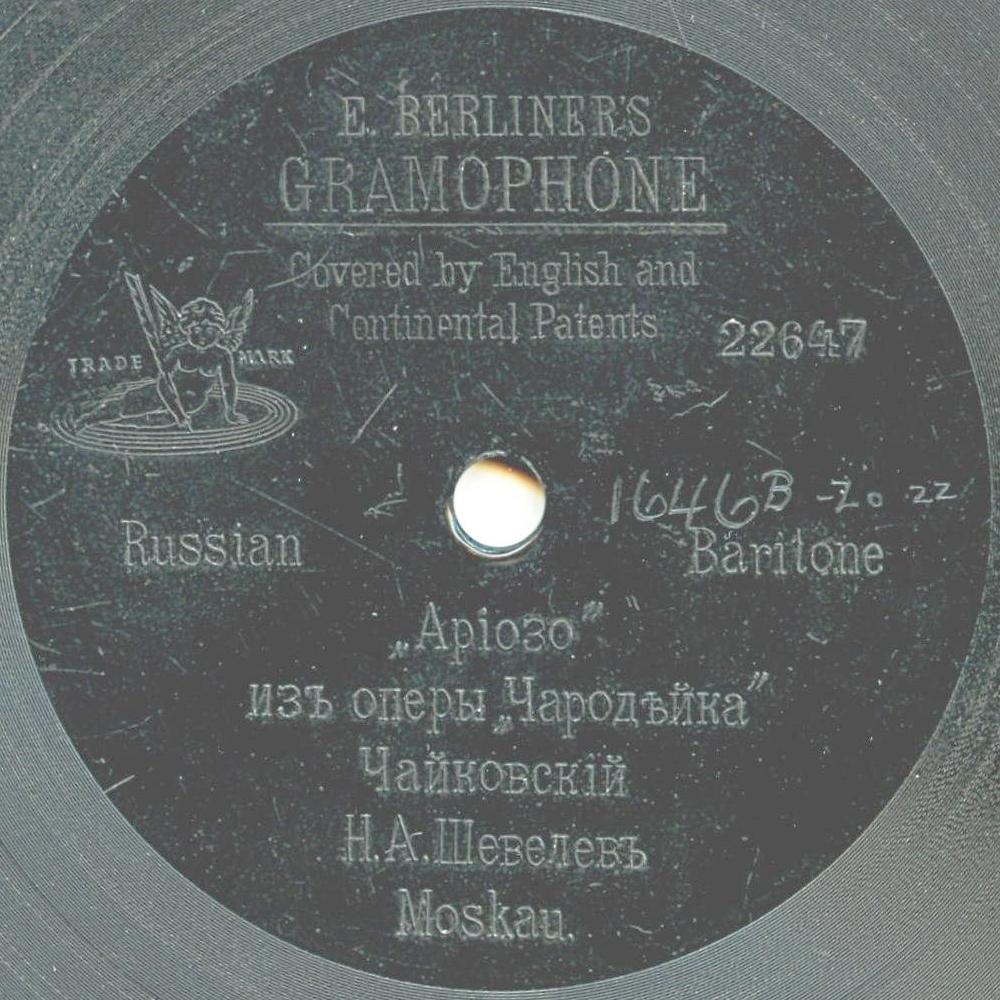 E. BERLINER'S
GRAMOPHONE
Covered by English and
Continental Patents
22647
TRADE MARK
1646B -Z. 22
Russian
Baritone
„Аріозо"
изъ оперы „Чародѣйка"
Чайковскій
Н.А.Шевелевъ
Moskau.